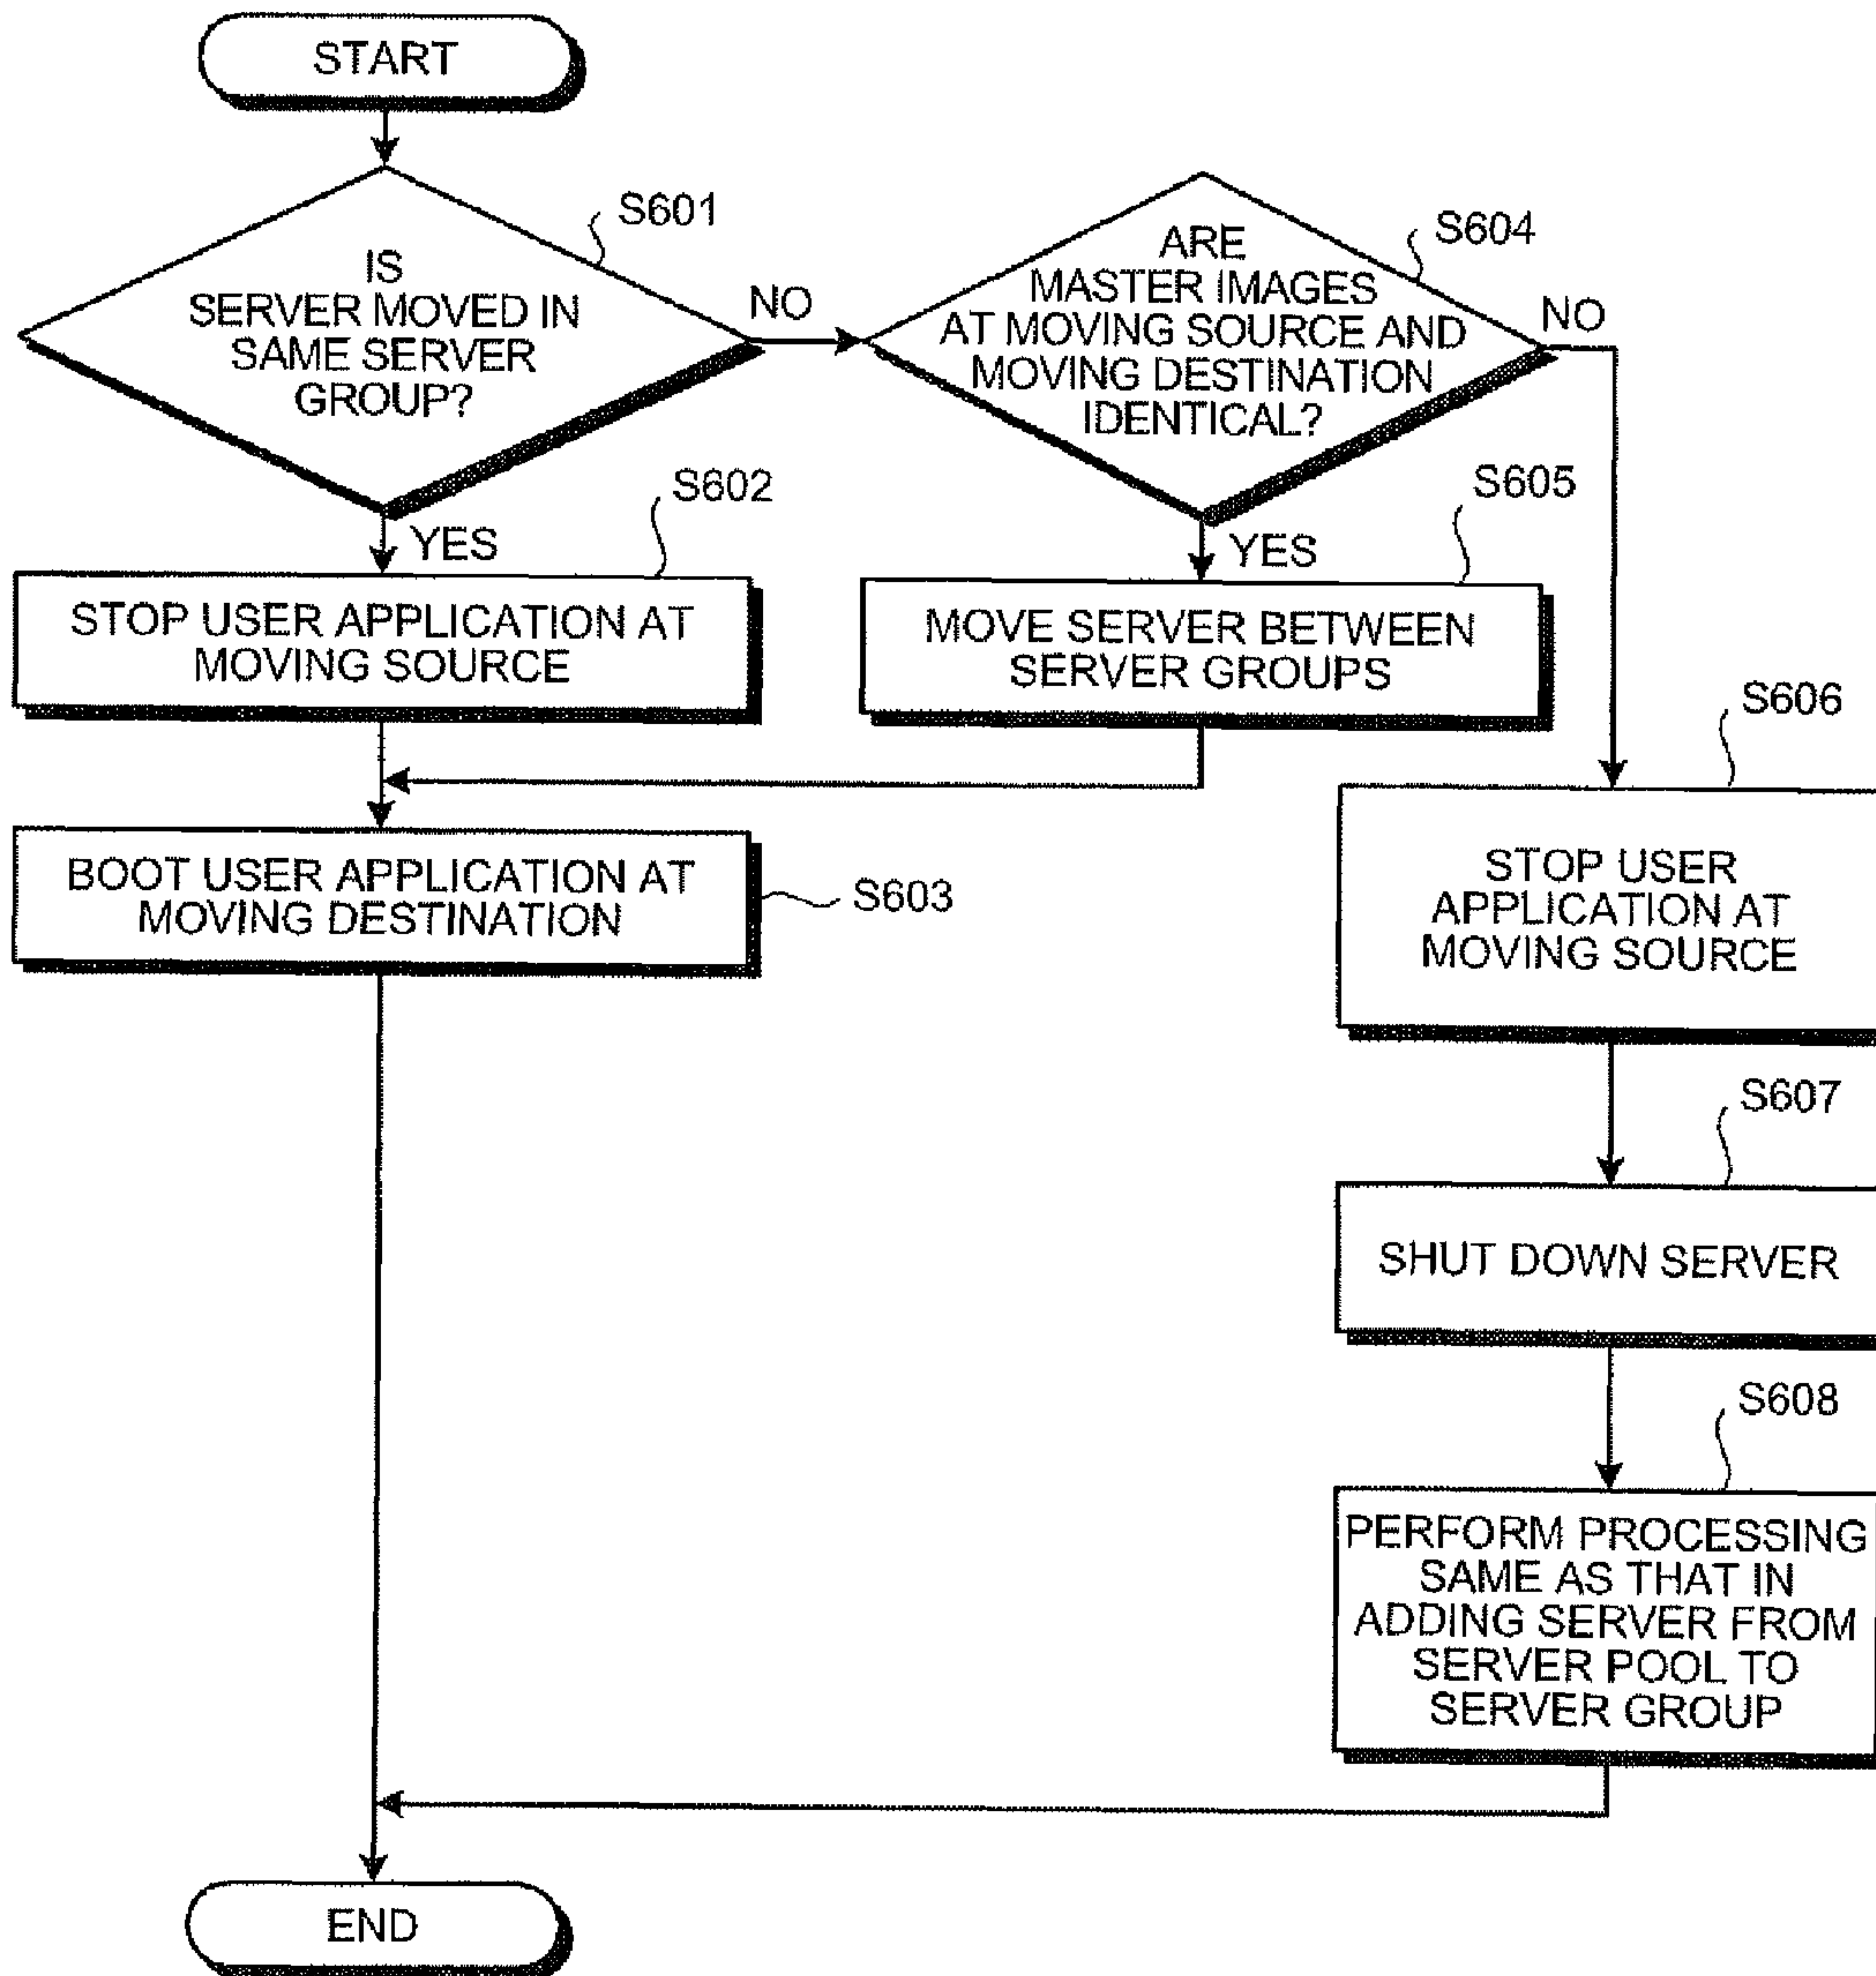 START
S601
IS
SERVER MOVED IN
SAME SERVER
GROUP?
NO
YES
S604
ARE
MASTER IMAGES
AT MOVING SOURCE AND
MOVING DESTINATION
IDENTICAL?
NO
YES
S602
STOP USER APPLICATION AT
MOVING SOURCE
S605
MOVE SERVER BETWEEN
SERVER GROUPS
BOOT USER APPLICATION AT
MOVING DESTINATION
S603
S606
STOP USER
APPLICATION AT
MOVING SOURCE
S607
SHUT DOWN SERVER
S608
PERFORM PROCESSING
SAME AS THAT IN
ADDING SERVER FROM
SERVER POOL TO
SERVER GROUP
END